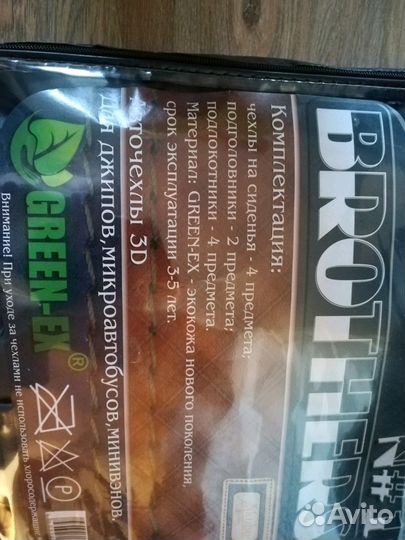 BROTHERS
N#1
Комплектация:
чехлы на сиденья - 4 предмета;
подголовники - 2 предмета;
подлокотники - 4 предмета.
Материал: GREEN-EX - экокожа нового поколения,
срок эксплуатации 3-5 лет.
Авточехлы 3D
для джипов, микроавтобусов, минивэнов.
GREEN-EX®
Внимание! При уходе за чехлами не использовать
P
Avito